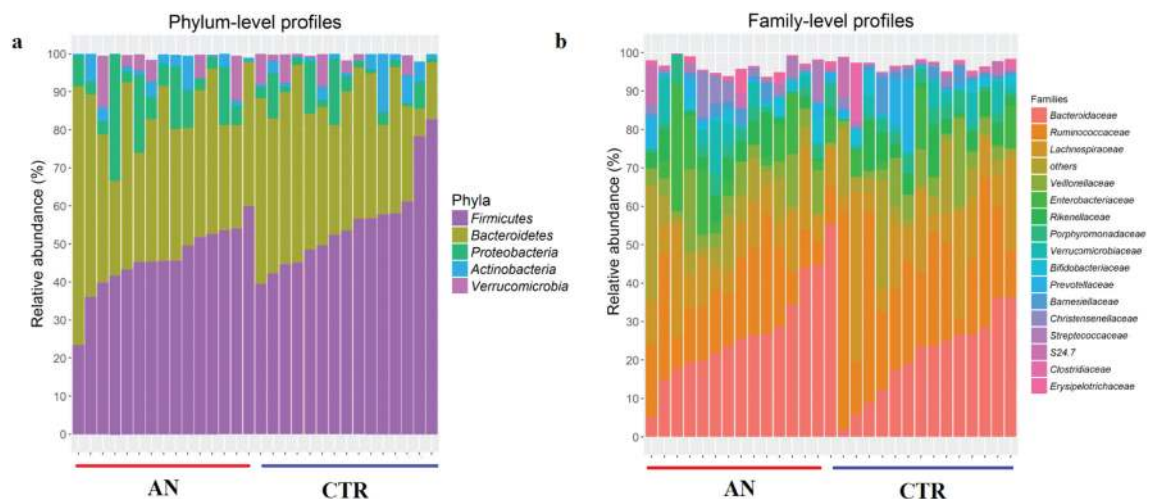 Phylum-level profiles
a
Relative abundance (%)
100
90
80
70
60
50
40
30
20
10
0
AN
CTR
Phyla
Firmicutes
Bacteroidetes
Proteobacteria
Actinobacteria
Verrucomicrobia
Family-level profiles
b
Relative abundance (%)
100
90
80
70
60
50
40
30
20
10
0
AN
CTR
Families
Bacteroidaceae
Ruminococcaceae
Lachnospiraceae
others
Veillonellaceae
Enterobacteriaceae
Rikenellaceae
Porphyromonadaceae
Verrucomicrobiaceae
Bifidobacteriaceae
Prevotellaceae
Barnesiellaceae
Christensenellaceae
Streptococcaceae
S24.7
Clostridiaceae
Erysipelotrichaceae